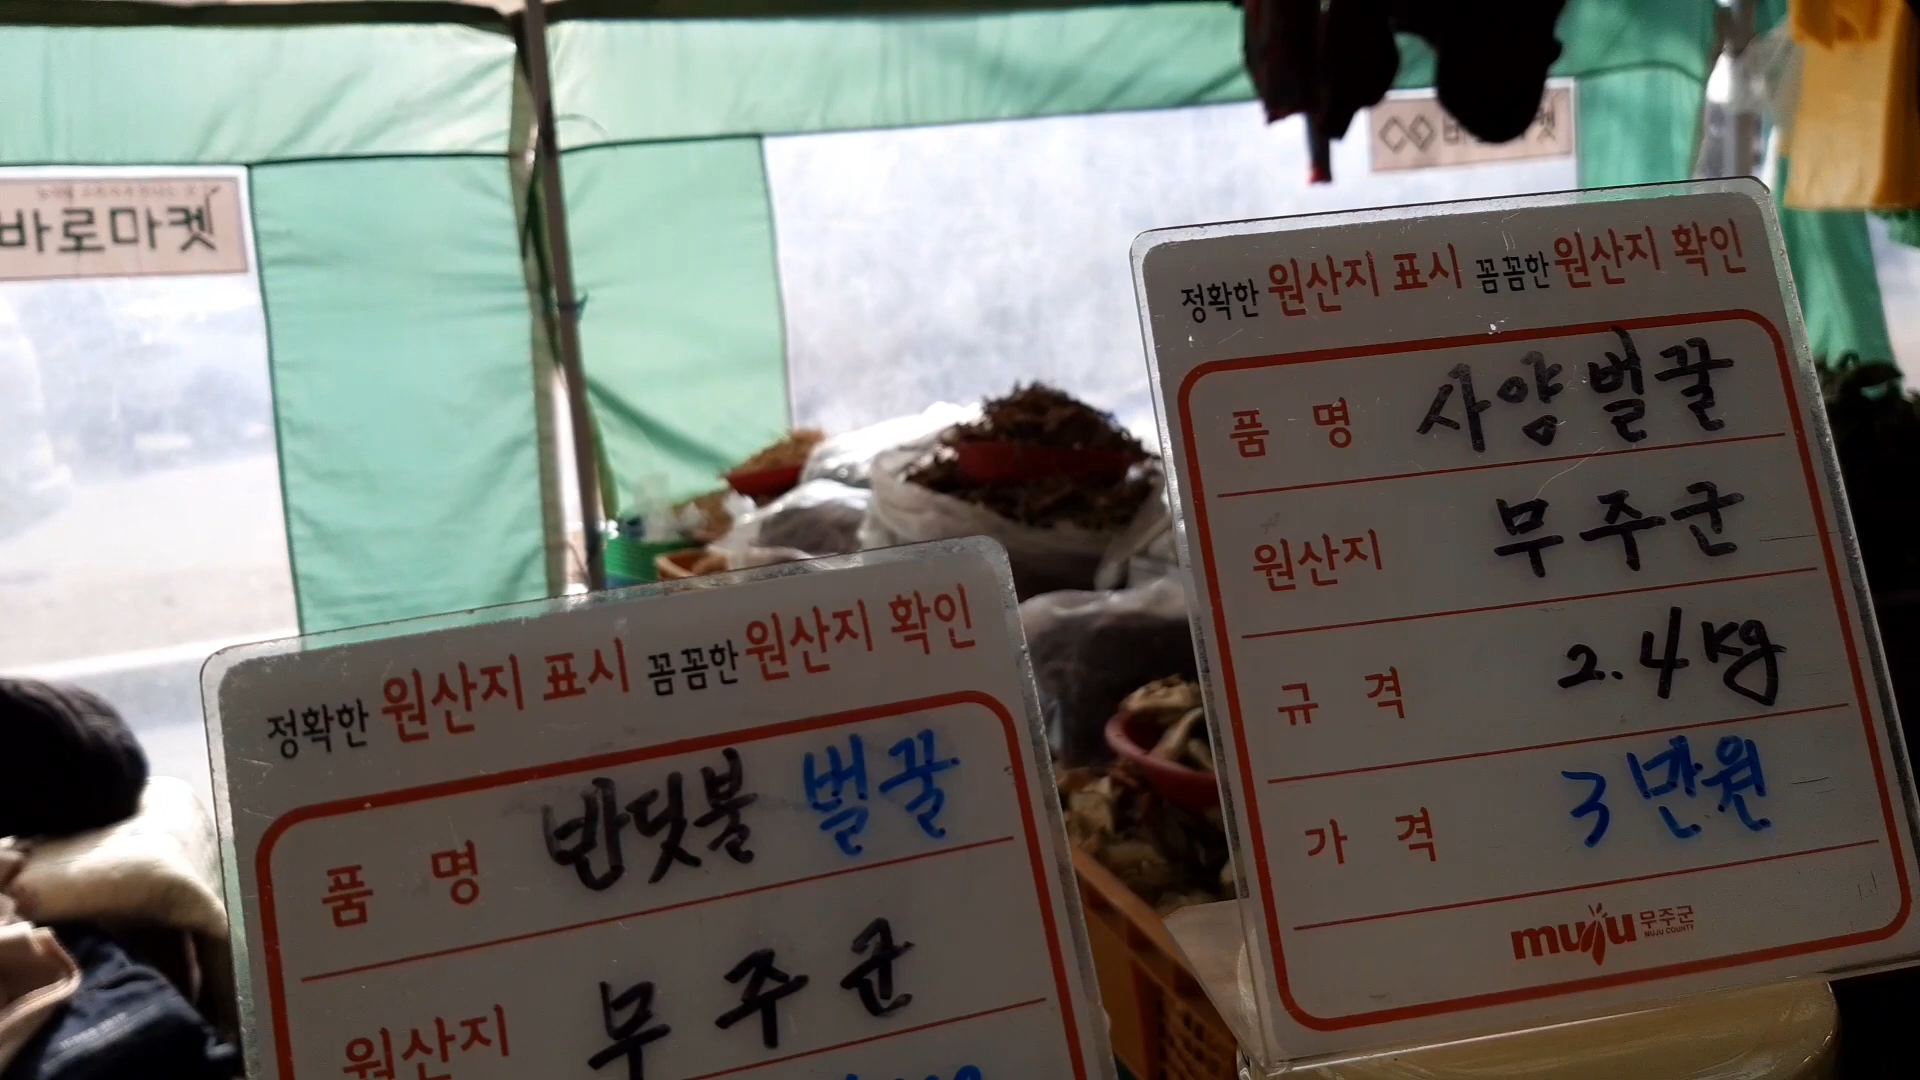 바로마켓
정확한 원산지 표시 꼼꼼한 원산지 확인
품 명 사양벌꿀
원산지 무주군
규 격 2.4kg
가 격 3만원
muju 무주군
MUJU COUNTY
정확한 원산지 표시 꼼꼼한 원산지 확인
품 명 반딧불 벌꿀
원산지 무주군